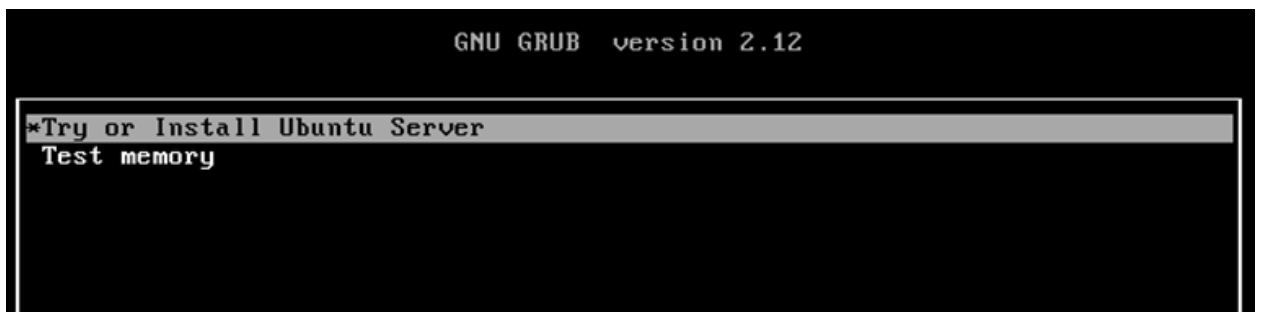 GNU GRUB version 2.12
*Try or Install Ubuntu Server
Test memory